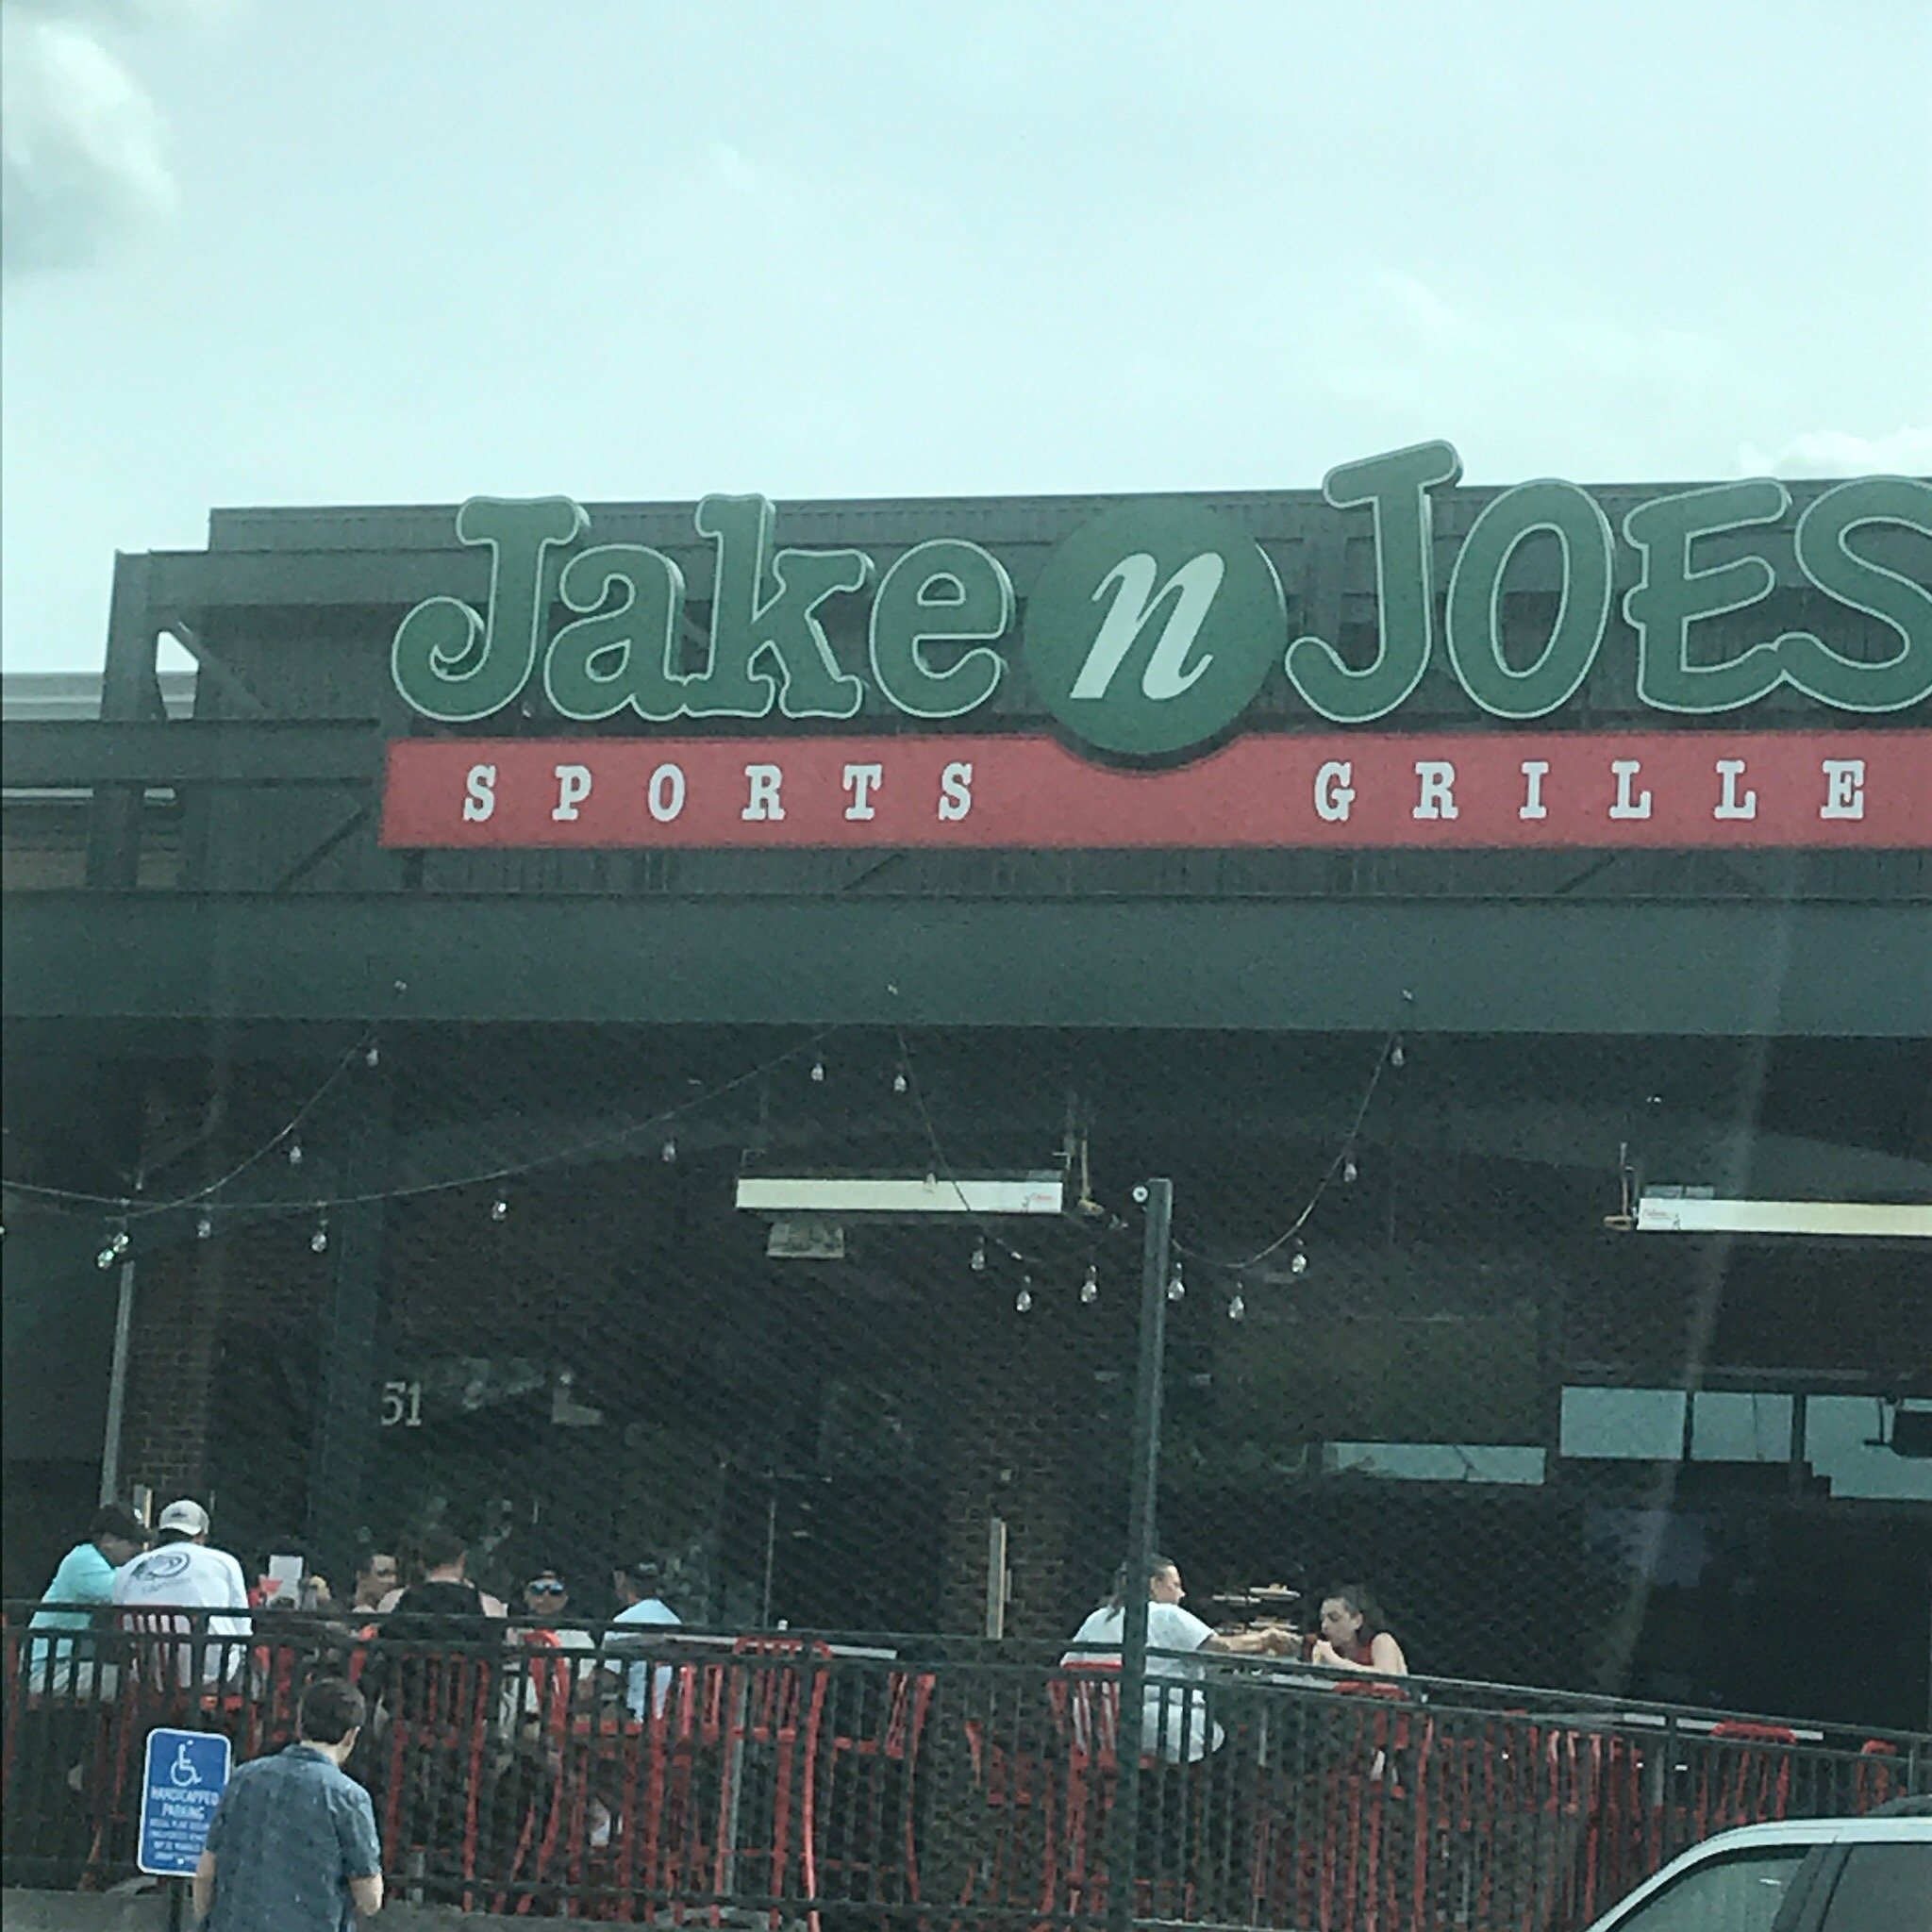 Jake n JOES
SPORTS GRILLE
51
HANDICAPPED
PARKING